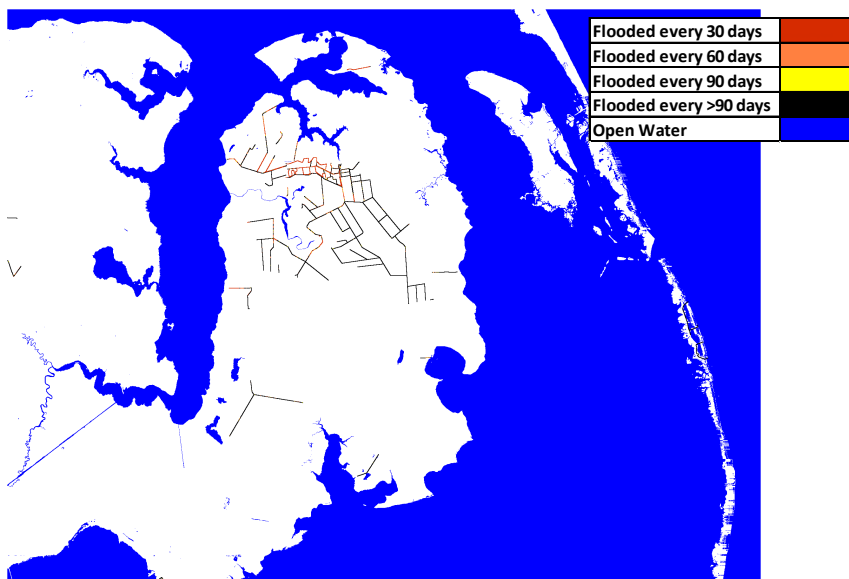 Flooded every 30 days
Flooded every 60 days
Flooded every 90 days
Flooded every >90 days
Open Water